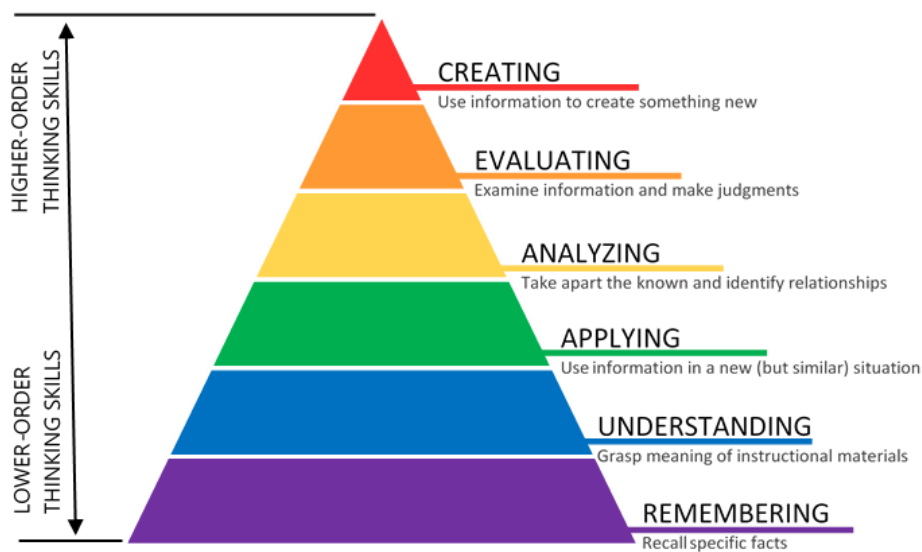 HIGHER-ORDER
THINKING SKILLS
CREATING
Use information to create something new
EVALUATING
Examine information and make judgments
ANALYZING
Take apart the known and identify relationships
APPLYING
Use information in a new (but similar) situation
LOWER-ORDER
THINKING SKILLS
UNDERSTANDING
Grasp meaning of instructional materials
REMEMBERING
Recall specific facts